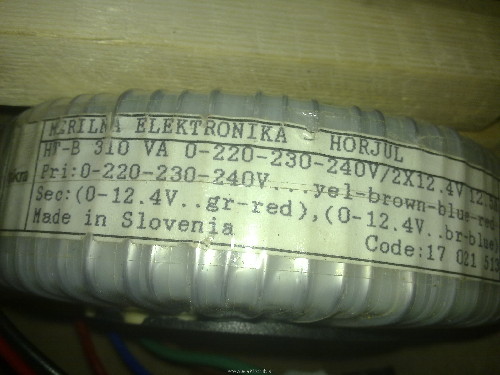 MERILNA ELEKTRONIKA HORJUL
HT-B 310 VA 0-220-230-240V/2X12.4V
Pri:0-220-230-240V...yel-brown-blue-red
Sec:(0-12.4V..gr-red),(0-12.4V..br-blue
Made in Slovenia
Code:17 021